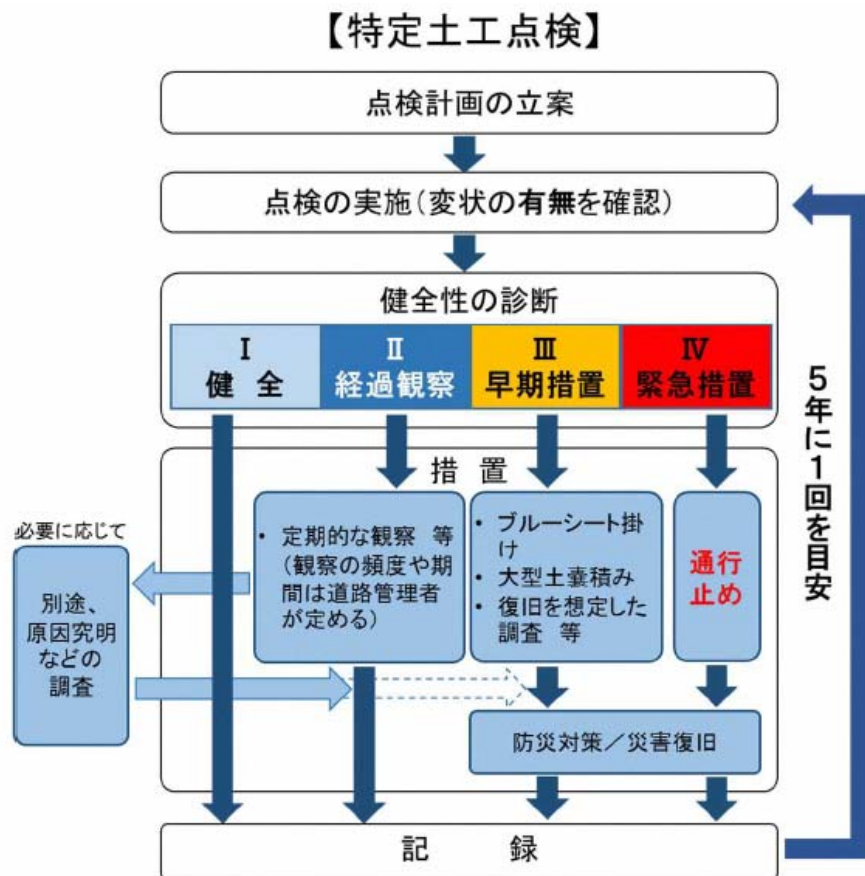 【特定土工点検】
点検計画の立案
点検の実施(変状の有無を確認)
健全性の診断
Ⅰ
健 全
Ⅱ
経過観察
Ⅲ
早期措置
Ⅳ
緊急措置
措 置
・ 定期的な観察 等
(観察の頻度や期
間は道路管理者
が定める)
・ ブルーシート掛
け
・ 大型土嚢積み
・ 復旧を想定した
調査 等
通行
止め
必要に応じて
別途、
原因究明
などの
調査
防災対策/災害復旧
記 録
5年に1回を目安